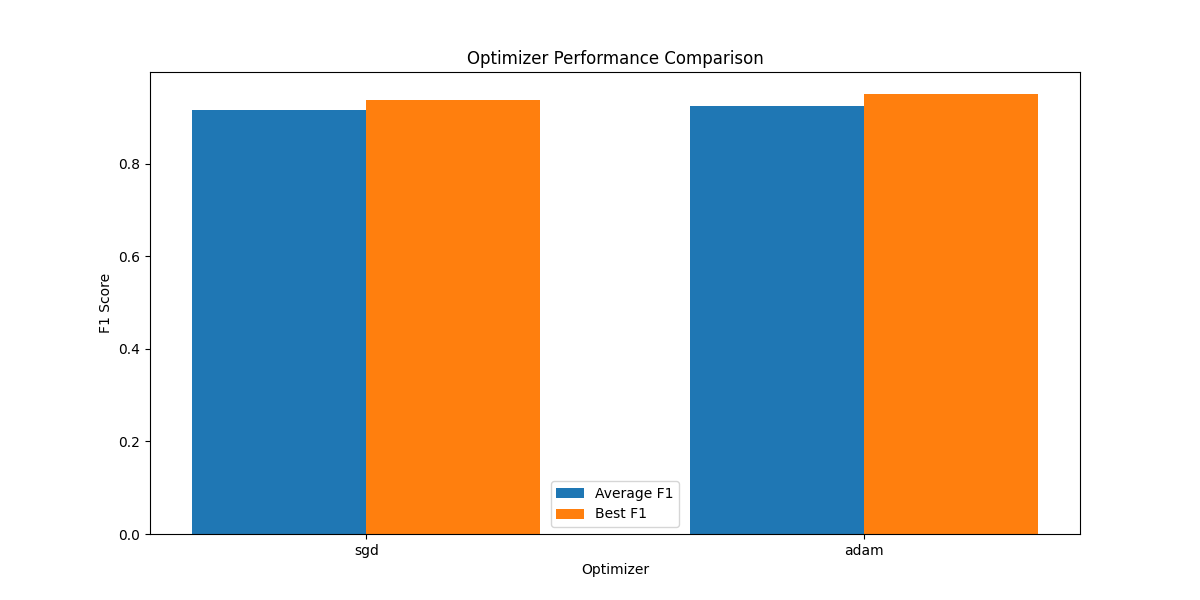 Optimizer Performance Comparison
F1 Score
0.8
0.6
0.4
0.2
0.0
Average F1
Best F1
sgd
adam
Optimizer